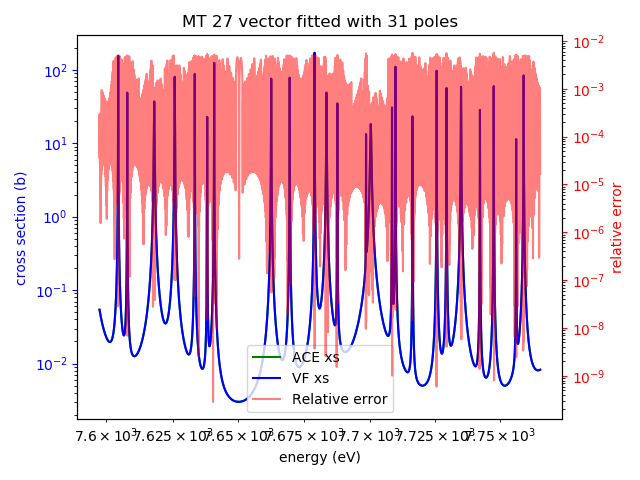 MT 27 vector fitted with 31 poles
10²
10¹
10⁰
10⁻¹
10⁻²
cross section (b)
10⁻²
10⁻³
10⁻⁴
10⁻⁵
10⁻⁶
10⁻⁷
10⁻⁸
10⁻⁹
relative error
ACE xs
VF xs
Relative error
7.6 × 10³ 7.625 × 10³ 7.65 × 10³ 7.675 × 10³ 7.7 × 10³ 7.725 × 10³ 7.75 × 10³
energy (eV)